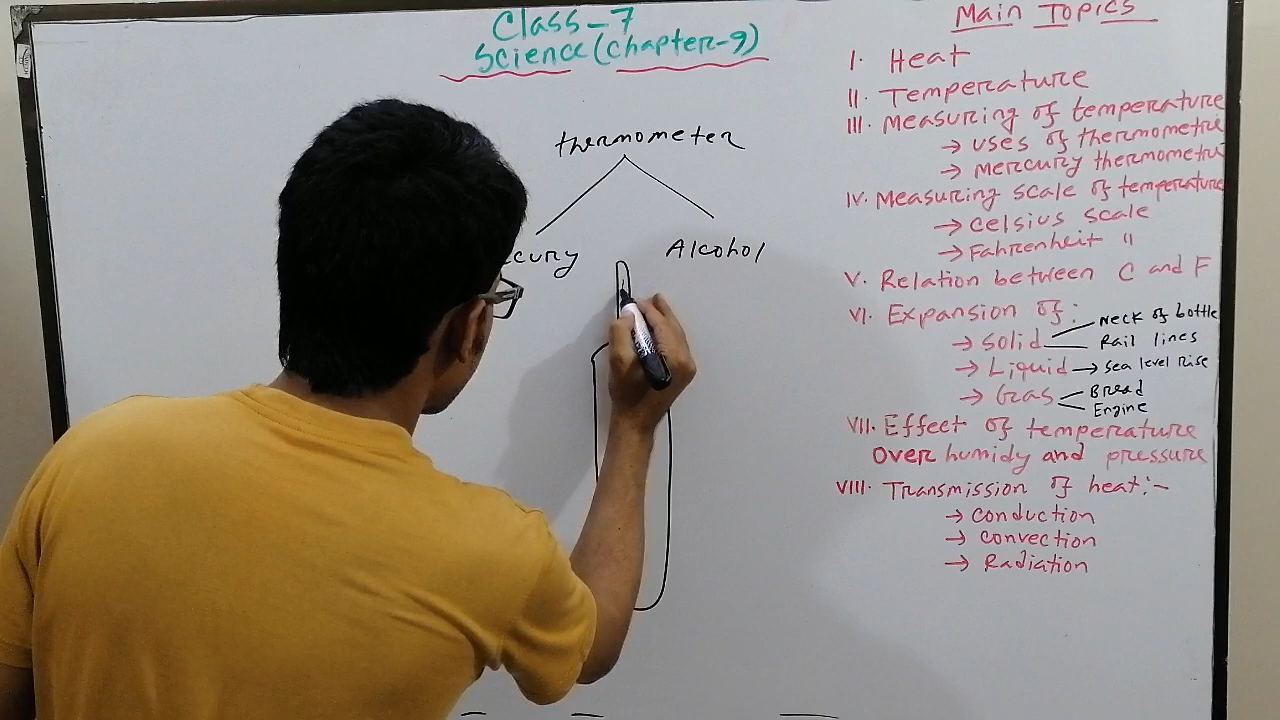 Class-7
Science (chapter-9)
thermometer
Alcohol
Main Topics
I. Heat
II. Temperature
III. Measuring of temperature
→ uses of thermometre
→ mercury thermometre
IV. Measuring scale of temperature
→ Celsius scale
→ Fahrenheit "
V. Relation between C and F
VI. Expansion of:
→ Solid
Neck of bottle
Rail lines
→ Liquid → Sea level rise
→ Gas
Bread
Engine
VII. Effect of temperature
Over humidy and pressure
VIII. Transmission of heat:-
→ Conduction
→ Convection
→ Radiation